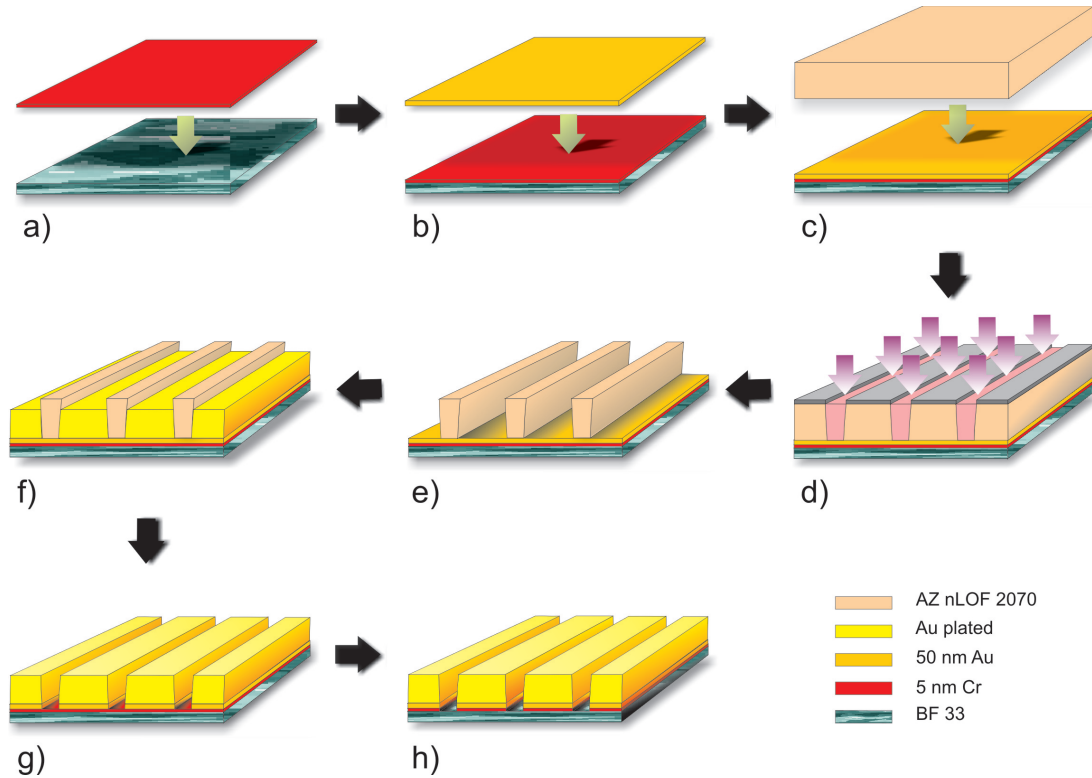 a)
b)
c)
f)
e)
d)
AZ nLOF 2070
Au plated
50 nm Au
5 nm Cr
BF 33
g)
h)